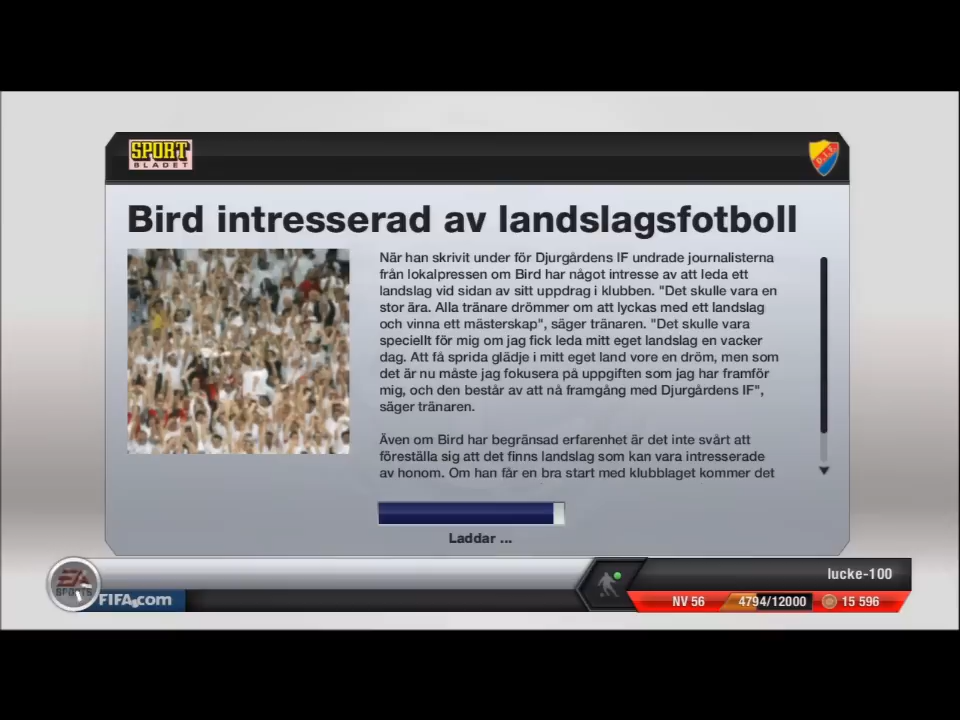 SPORT
BLADET
D.I.F.
Bird intresserad av landslagsfotboll
När han skrivit under för Djurgårdens IF undrade journalisterna
från lokalpressen om Bird har något intresse av att leda ett
landslag vid sidan av sitt uppdrag i klubben. "Det skulle vara en
stor ära. Alla tränare drömmer om att lyckas med ett landslag
och vinna ett mästerskap", säger tränaren. "Det skulle vara
speciellt för mig om jag fick leda mitt eget landslag en vacker
dag. Att få sprida glädje i mitt eget land vore en dröm, men som
det är nu måste jag fokusera på uppgiften som jag har framför
mig, och den består av att nå framgång med Djurgårdens IF",
säger tränaren.
Även om Bird har begränsad erfarenhet är det inte svårt att
föreställa sig att det finns landslag som kan vara intresserade
av honom. Om han får en bra start med klubblaget kommer det
Laddar ...
EA
SPORTS
FIFA.com
lucke-100
NV 56
4794/12000
15 596